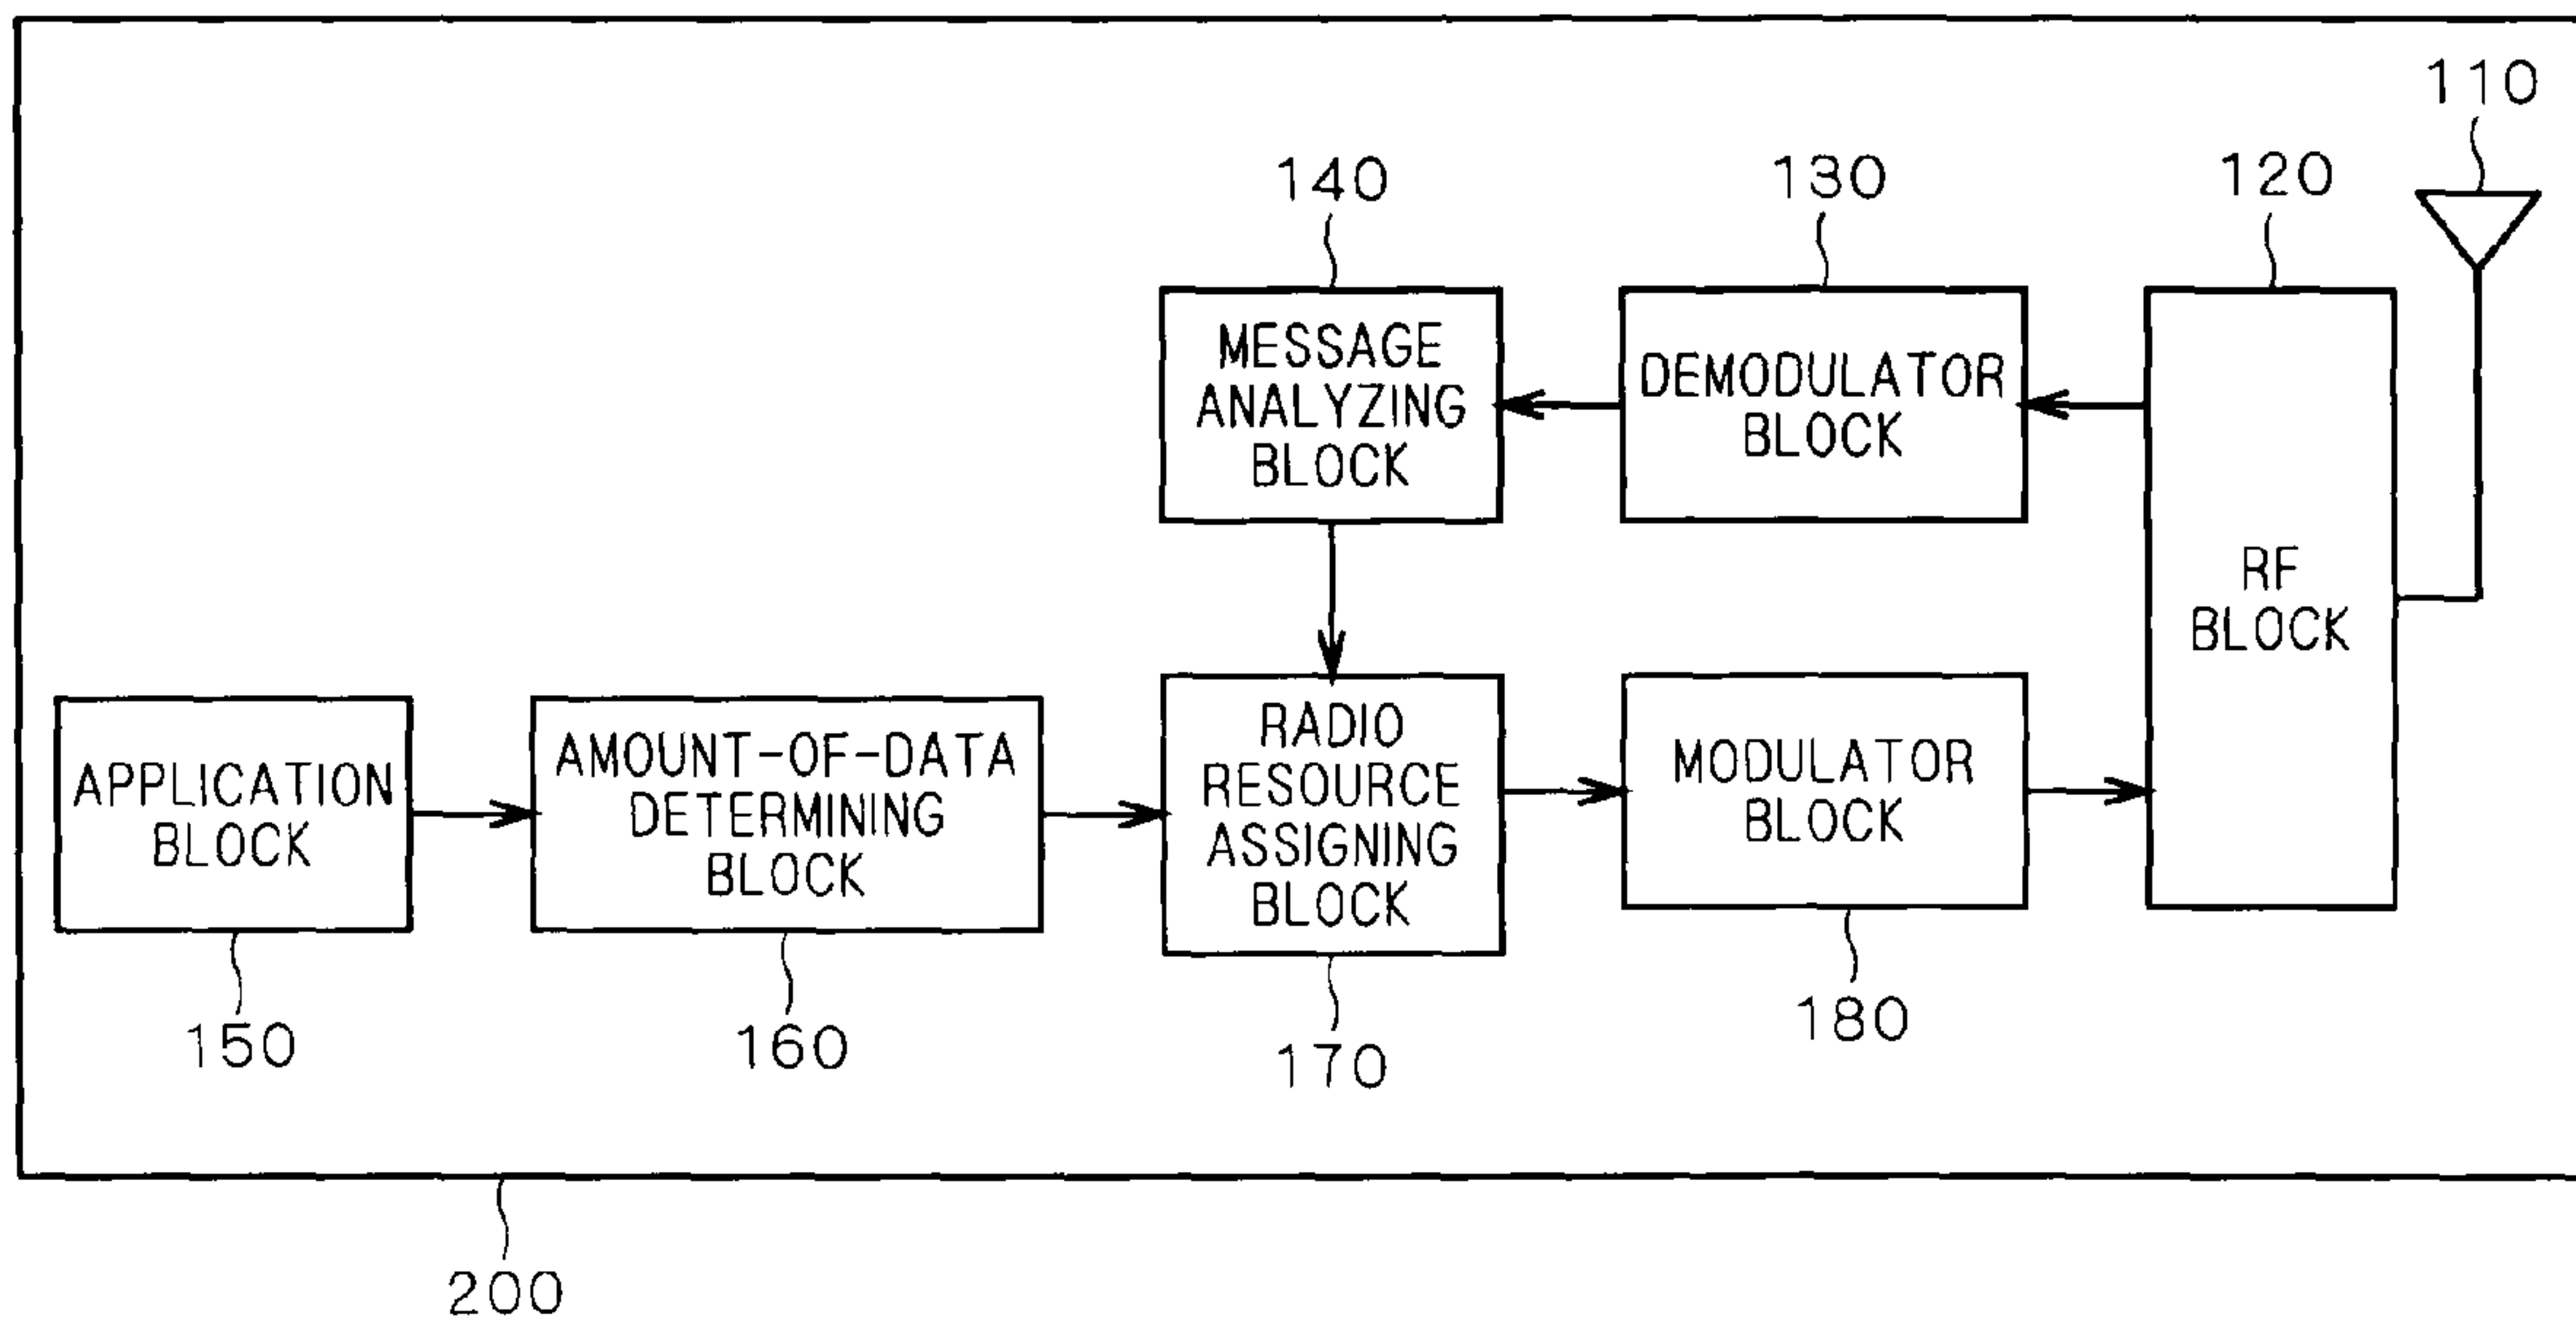 110
140
130
120
MESSAGE
ANALYZING
BLOCK
DEMODULATOR
BLOCK
RF
BLOCK
APPLICATION
BLOCK
AMOUNT-OF-DATA
DETERMINING
BLOCK
RADIO
RESOURCE
ASSIGNING
BLOCK
MODULATOR
BLOCK
150
160
170
180
200